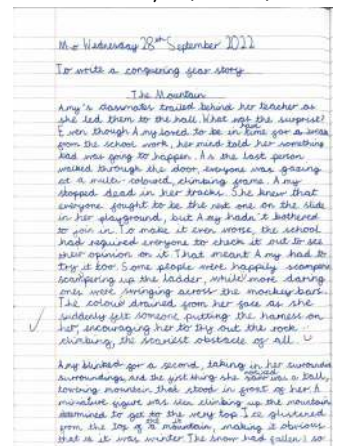 M.O Wednesday 28th September 2022
To write a conquering fear story
The Mountain
Amy's classmates trailed behind her teacher as
she led them to the hall. What was the surprise?
Even though Amy loved to be in time for a break
from the school work, her mind told her something
bad was going to happen. As the last person
walked through the door, everyone was gazing
at a multi-coloured, climbing frame. Amy
stopped dead in her tracks. She knew that
everyone fought to be the next one on the slide
in her playground, but Amy hadn't bothered
to join in. To make it even worse, the school
had required everyone to check it out to see
their opinion on it. That meant Amy had to
try it too. Some people were happily
scampering up the ladder, while more daring
ones were swinging across the monkey bars.
The colour drained from her face as she
suddenly felt someone putting the harness on
her, encouraging her to try out the rock
climbing, the scariest obstacle of all.
Amy blinked for a second, taking in her
surroundings, and the first thing she noticed was a tall,
towering mountain that stood in front of her. A
miniature figure was seen climbing up the mountain
determined to get to the very top. Ice glistened
from the top of a mountain, making it obvious
that it was winter. The snow had fallen so